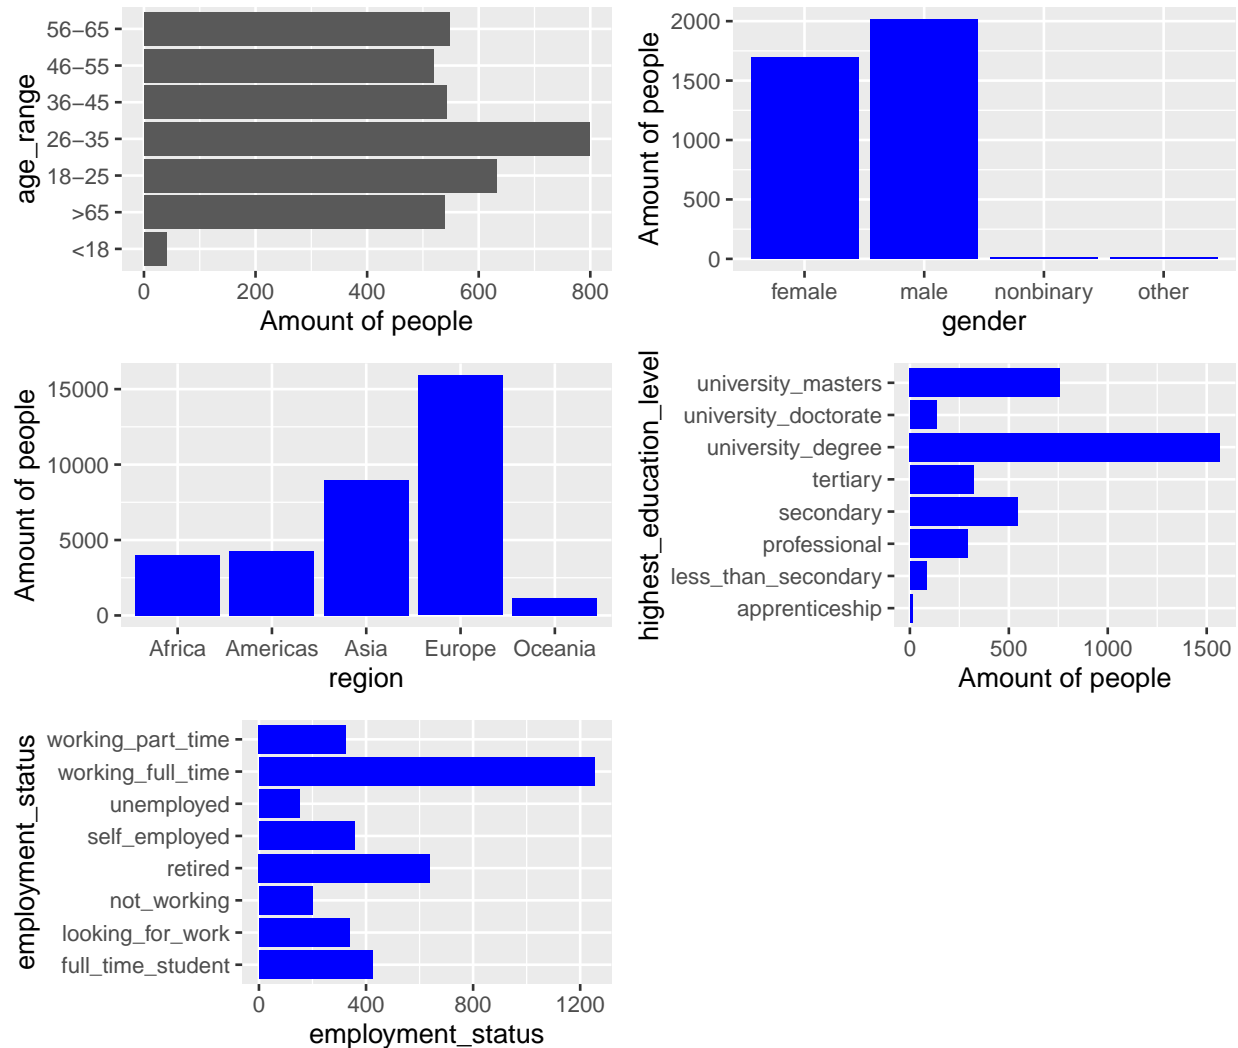 age_range
56−65
46−55
36−45
26−35
18−25
>65
<18
0 200 400 600 800
Amount of people
Amount of people
2000
1500
1000
500
0
female male nonbinary other
gender
Amount of people
15000
10000
5000
0
Africa Americas Asia Europe Oceania
region
highest_education_level
university_masters
university_doctorate
university_degree
tertiary
secondary
professional
less_than_secondary
apprenticeship
0 500 1000 1500
Amount of people
employment_status
working_part_time
working_full_time
unemployed
self_employed
retired
not_working
looking_for_work
full_time_student
0 400 800 1200
employment_status